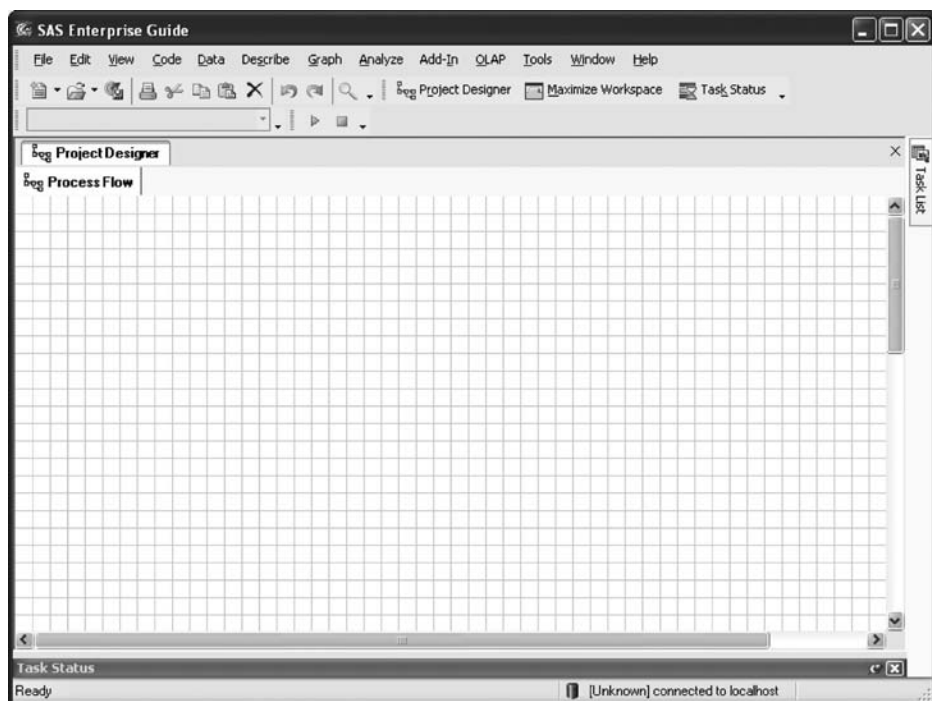 SAS Enterprise Guide
File Edit View Code Data Describe Graph Analyze Add-In OLAP Tools Window Help
Project Designer Maximize Workspace Task Status
Project Designer
Task List
Process Flow
Task Status
Ready [Unknown] connected to localhost